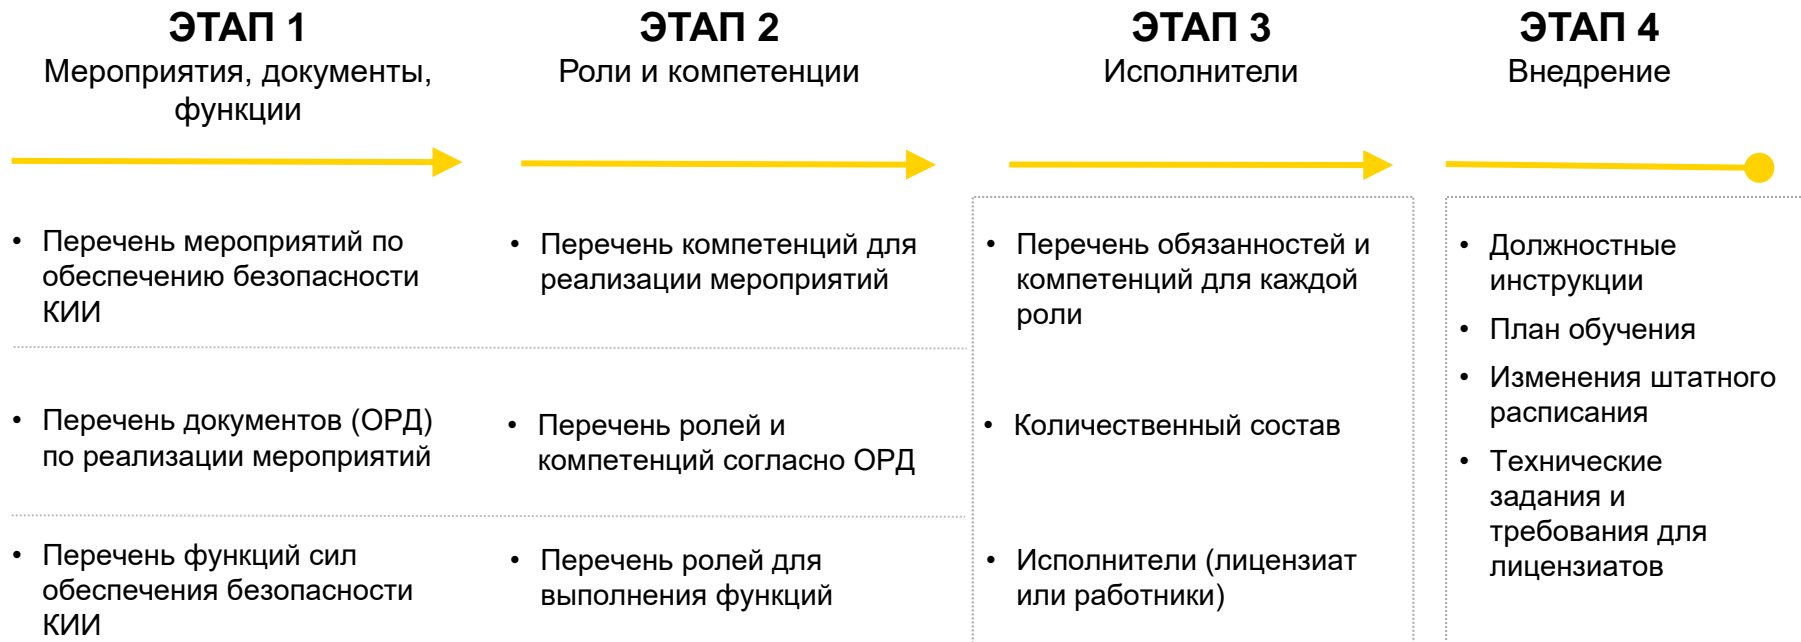 ЭТАП 1
Мероприятия, документы,
функции
ЭТАП 2
Роли и компетенции
ЭТАП 3
Исполнители
ЭТАП 4
Внедрение
• Перечень мероприятий по
обеспечению безопасности
КИИ
• Перечень документов (ОРД)
по реализации мероприятий
• Перечень функций сил
обеспечения безопасности
КИИ
• Перечень компетенций для
реализации мероприятий
• Перечень ролей и
компетенций согласно ОРД
• Перечень ролей для
выполнения функций
• Перечень обязанностей и
компетенций для каждой
роли
• Количественный состав
• Исполнители (лицензиат
или работники)
• Должностные
инструкции
• План обучения
• Изменения штатного
расписания
• Технические
задания и
требования для
лицензиатов